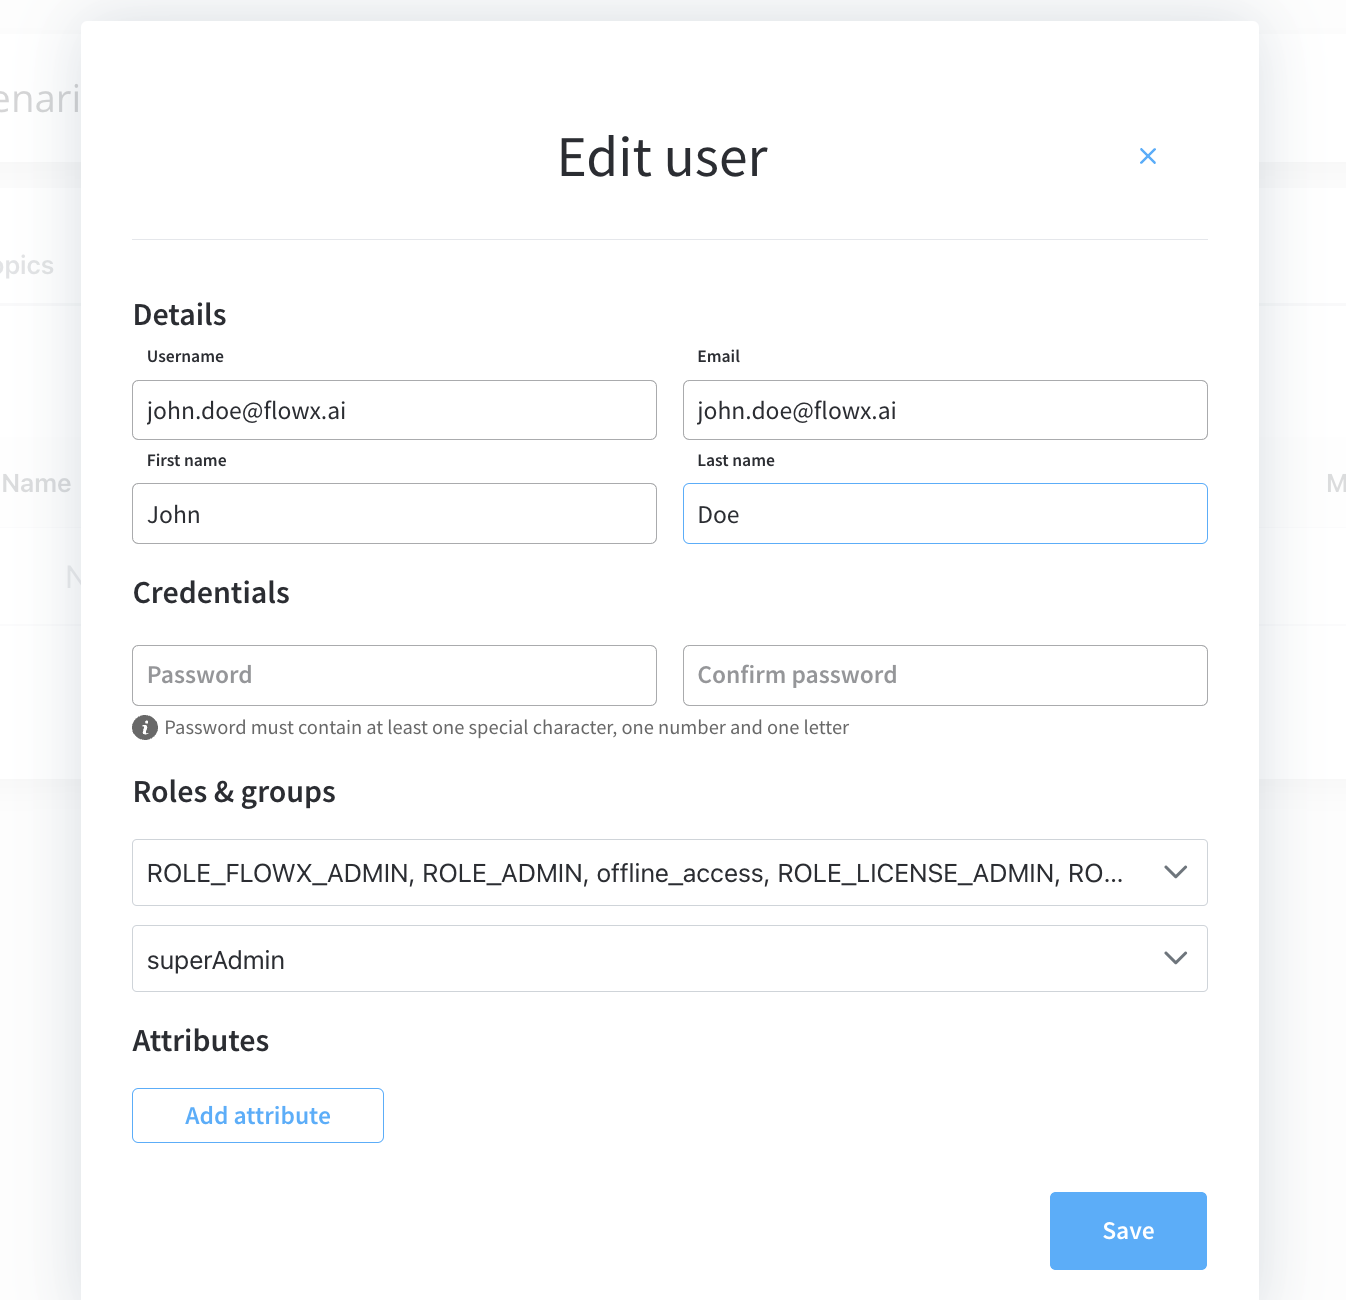 Edit user
Details
Username
Email
john.doe@flowx.ai
john.doe@flowx.ai
First name
Last name
John
Doe
Credentials
Password
Confirm password
Password must contain at least one special character, one number and one letter
Roles & groups
ROLE_FLOWX_ADMIN, ROLE_ADMIN, offline_access, ROLE_LICENSE_ADMIN, RO...
superAdmin
Attributes
Add attribute
Save
Name